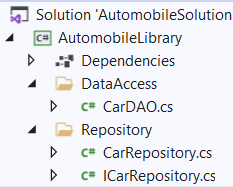 Solution 'AutomobileSolution
C# AutomobileLibrary
Dependencies
DataAccess
C# CarDAO.cs
Repository
C# CarRepository.cs
C# ICarRepository.cs